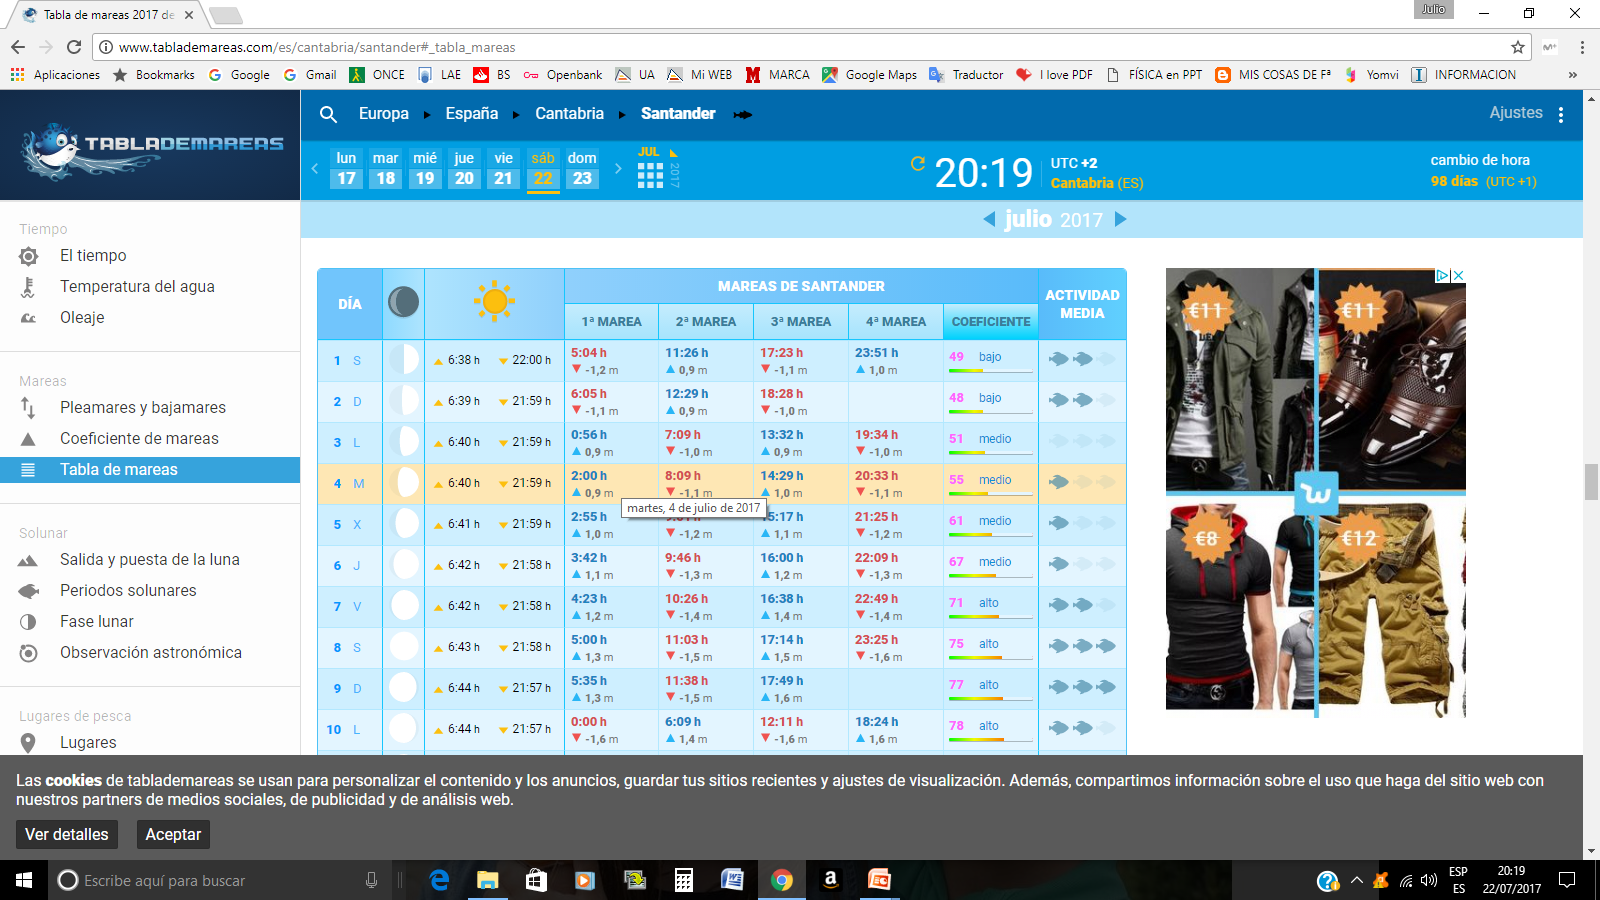 Tabla de mareas 2017 de
Julio
www.tablademareas.com/es/cantabria/santander#_tabla_mareas
Aplicaciones Bookmarks Google Gmail ONCE LAE BS Openbank UA Mi WEB MARCA Google Maps Traductor I love PDF FÍSICA en PPT MIS COSAS DE Fª Yomvi INFORMACION »
TABLADEMAREAS
Europa España Cantabria Santander
Ajustes
lun mar mié jue vie sáb dom
17 18 19 20 21 22 23
JUL
2017
20:19
UTC +2
Cantabria (ES)
cambio de hora
98 días (UTC +1)
julio 2017
Tiempo
El tiempo
Temperatura del agua
Oleaje
Mareas
Pleamares y bajamares
Coeficiente de mareas
Tabla de mareas
Solunar
Salida y puesta de la luna
Periodos solunares
Fase lunar
Observación astronómica
Lugares de pesca
Lugares
DÍA
MAREAS DE SANTANDER
ACTIVIDAD
MEDIA
1ª MAREA 2ª MAREA 3ª MAREA 4ª MAREA COEFICIENTE
1 S 6:38 h 22:00 h 5:04 h 11:26 h 17:23 h 23:51 h 49 bajo
-1,2 m 0,9 m -1,1 m 1,0 m
2 D 6:39 h 21:59 h 6:05 h 12:29 h 18:28 h 48 bajo
-1,1 m 0,9 m -1,0 m
3 L 6:40 h 21:59 h 0:56 h 7:09 h 13:32 h 19:34 h 51 medio
0,9 m -1,0 m 0,9 m -1,0 m
4 M 6:40 h 21:59 h 2:00 h 8:09 h 14:29 h 20:33 h 55 medio
0,9 m -1,1 m 1,0 m -1,1 m
martes, 4 de julio de 2017
5 X 6:41 h 21:59 h 2:55 h 15:17 h 21:25 h 61 medio
1,0 m -1,2 m 1,1 m -1,2 m
6 J 6:42 h 21:58 h 3:42 h 9:46 h 16:00 h 22:09 h 67 medio
1,1 m -1,3 m 1,2 m -1,3 m
7 V 6:42 h 21:58 h 4:23 h 10:26 h 16:38 h 22:49 h 71 alto
1,2 m -1,4 m 1,4 m -1,4 m
8 S 6:43 h 21:58 h 5:00 h 11:03 h 17:14 h 23:25 h 75 alto
1,3 m -1,5 m 1,5 m -1,6 m
9 D 6:44 h 21:57 h 5:35 h 11:38 h 17:49 h 77 alto
1,3 m -1,5 m 1,6 m
10 L 6:44 h 21:57 h 0:00 h 6:09 h 12:11 h 18:24 h 78 alto
-1,6 m 1,4 m -1,6 m 1,6 m
€11 €11
€8 €12
Las cookies de tablademareas se usan para personalizar el contenido y los anuncios, guardar tus sitios recientes y ajustes de visualización. Además, compartimos información sobre el uso que haga del sitio web con
nuestros partners de medios sociales, de publicidad y de análisis web.
Ver detalles Aceptar
Escribe aquí para buscar
ESP
ES
20:19
22/07/2017